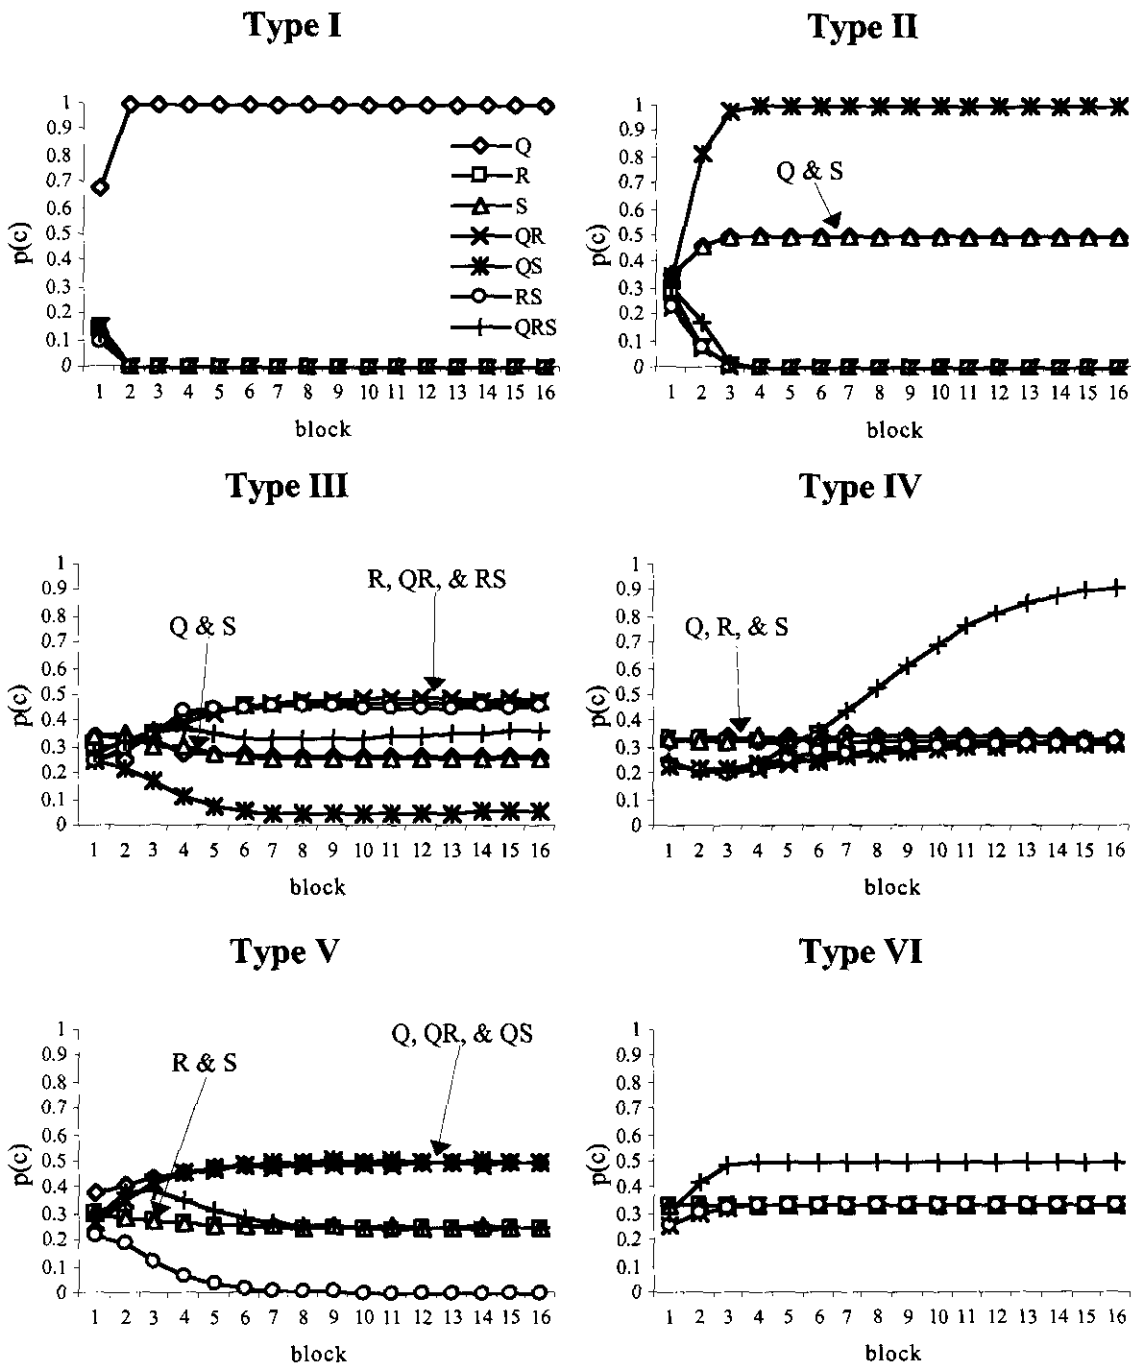 Type I
Type II
1
0.9
0.8
0.7
0.6
0.5
0.4
0.3
0.2
0.1
0
p(c)
Q
R
S
QR
QS
RS
QRS
1 2 3 4 5 6 7 8 9 10 11 12 13 14 15 16
block
1
0.9
0.8
0.7
0.6
0.5
0.4
0.3
0.2
0.1
0
p(c)
Q & S
1 2 3 4 5 6 7 8 9 10 11 12 13 14 15 16
block
Type III
Type IV
1
0.9
0.8
0.7
0.6
0.5
0.4
0.3
0.2
0.1
0
p(c)
R, QR, & RS
Q & S
1 2 3 4 5 6 7 8 9 10 11 12 13 14 15 16
block
1
0.9
0.8
0.7
0.6
0.5
0.4
0.3
0.2
0.1
0
p(c)
Q, R, & S
1 2 3 4 5 6 7 8 9 10 11 12 13 14 15 16
block
Type V
Type VI
1
0.9
0.8
0.7
0.6
0.5
0.4
0.3
0.2
0.1
0
p(c)
Q, QR, & QS
R & S
1 2 3 4 5 6 7 8 9 10 11 12 13 14 15 16
block
1
0.9
0.8
0.7
0.6
0.5
0.4
0.3
0.2
0.1
0
p(c)
1 2 3 4 5 6 7 8 9 10 11 12 13 14 15 16
block